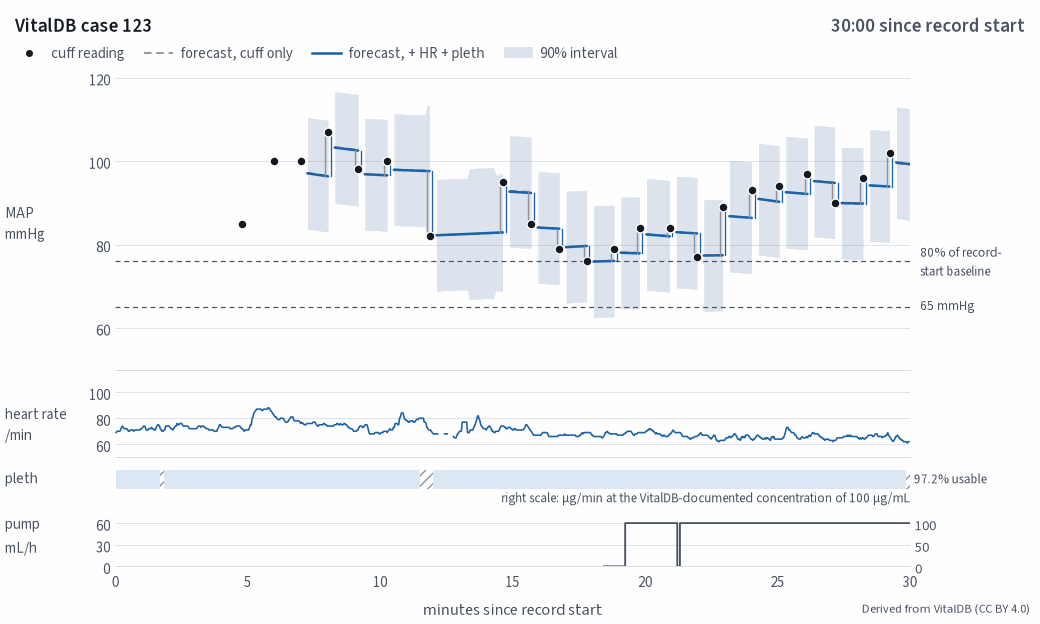 VitalDB case 123
30:00 since record start
cuff reading
forecast, cuff only
forecast, + HR + pleth
90% interval
120
100
80
60
MAP
mmHg
80% of record-
start baseline
65 mmHg
100
80
60
heart rate
/min
pleth
97.2% usable
right scale: µg/min at the VitalDB-documented concentration of 100 µg/mL
pump
mL/h
60
30
0
100
50
0
0
5
10
15
20
25
30
minutes since record start
Derived from VitalDB (CC BY 4.0)